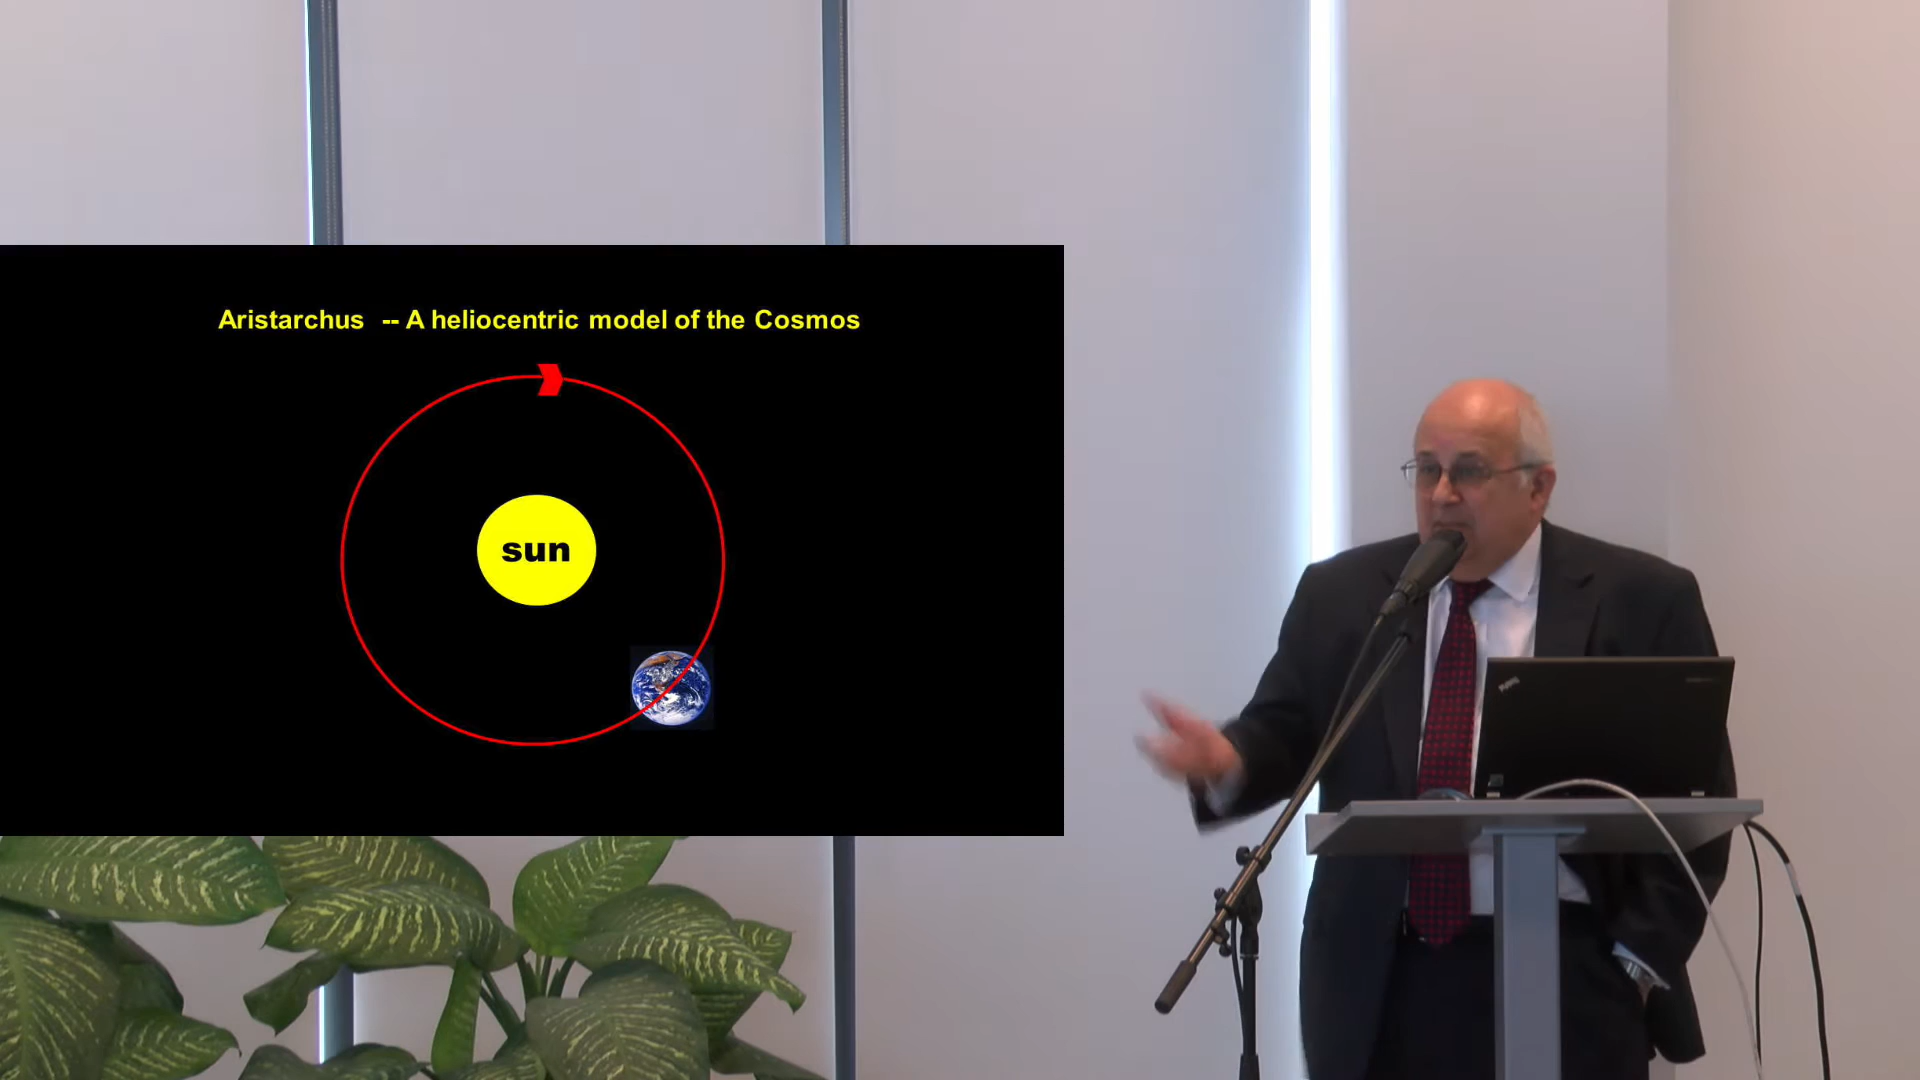 Aristarchus -- A heliocentric model of the Cosmos
sun